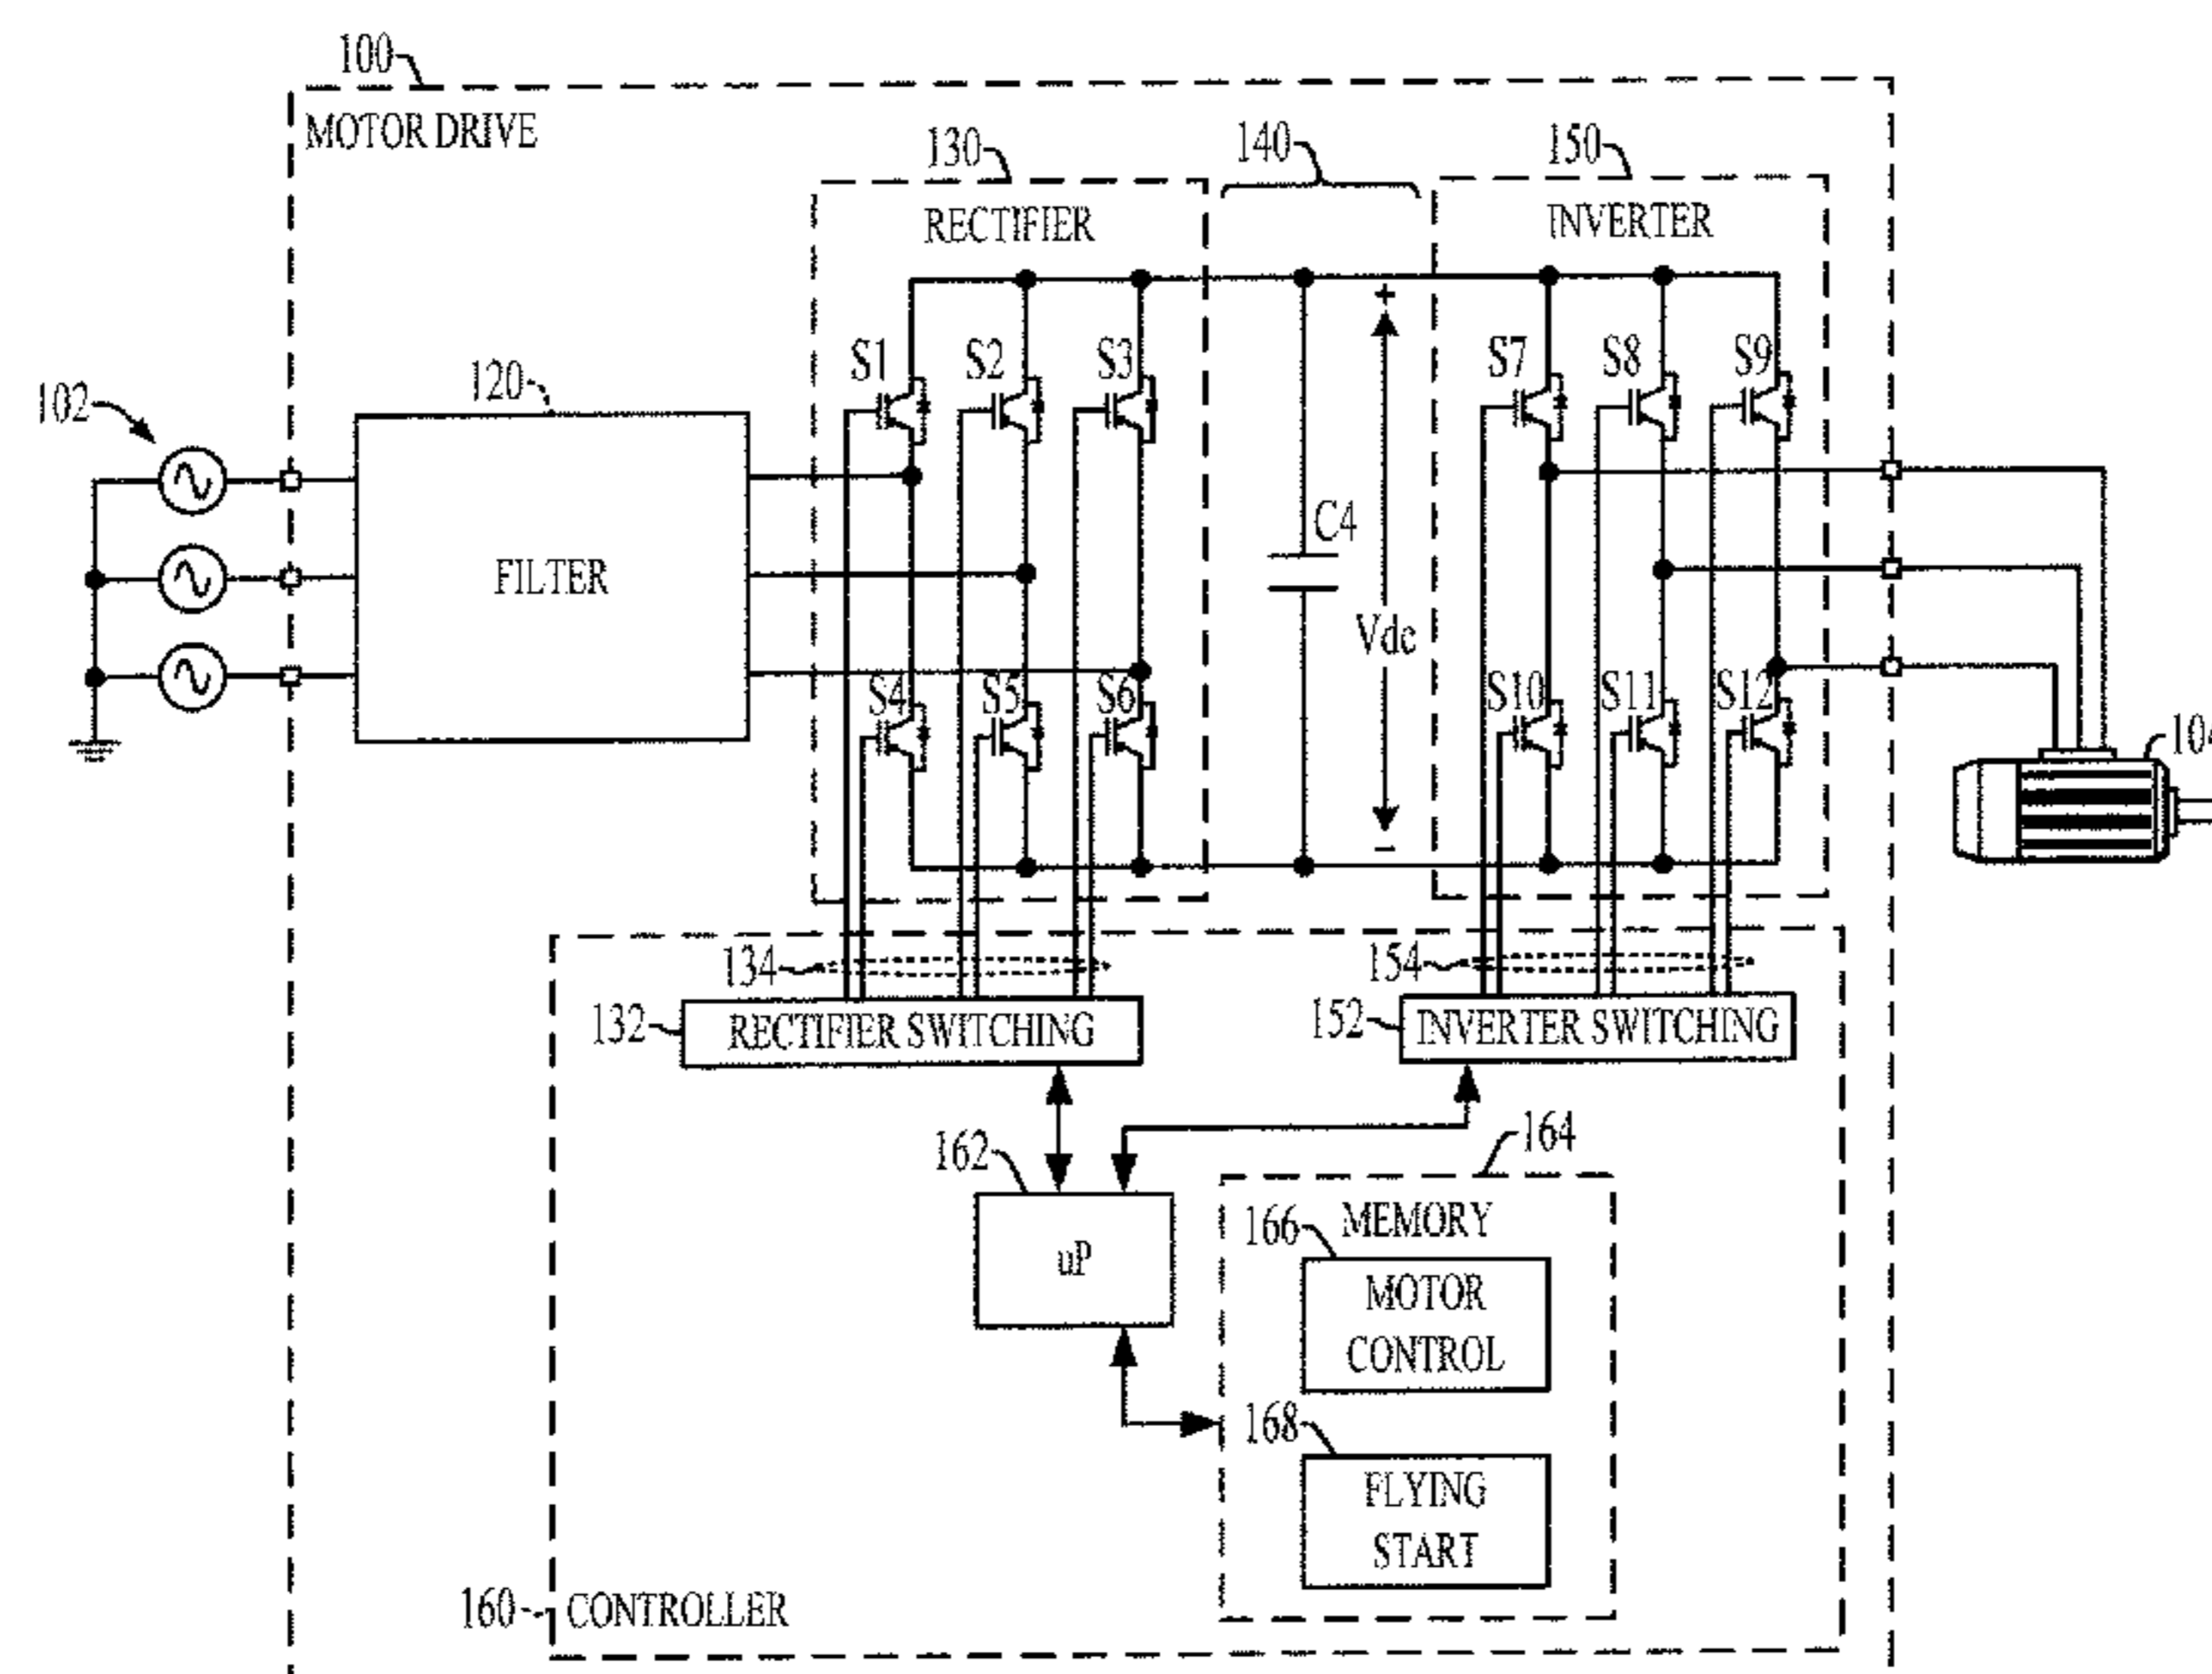 100
MOTOR DRIVE
130
140
150
RECTIFIER
INVERTER
102
120
S1
S2
S3
+
S7
S8
S9
FILTER
C4
Vdc
S4
S5
S6
S10
S11
S12
–
134
154
132
RECTIFIER SWITCHING
152
INVERTER SWITCHING
162
164
uP
166
MEMORY
MOTOR
CONTROL
168
FLYING
START
160
CONTROLLER